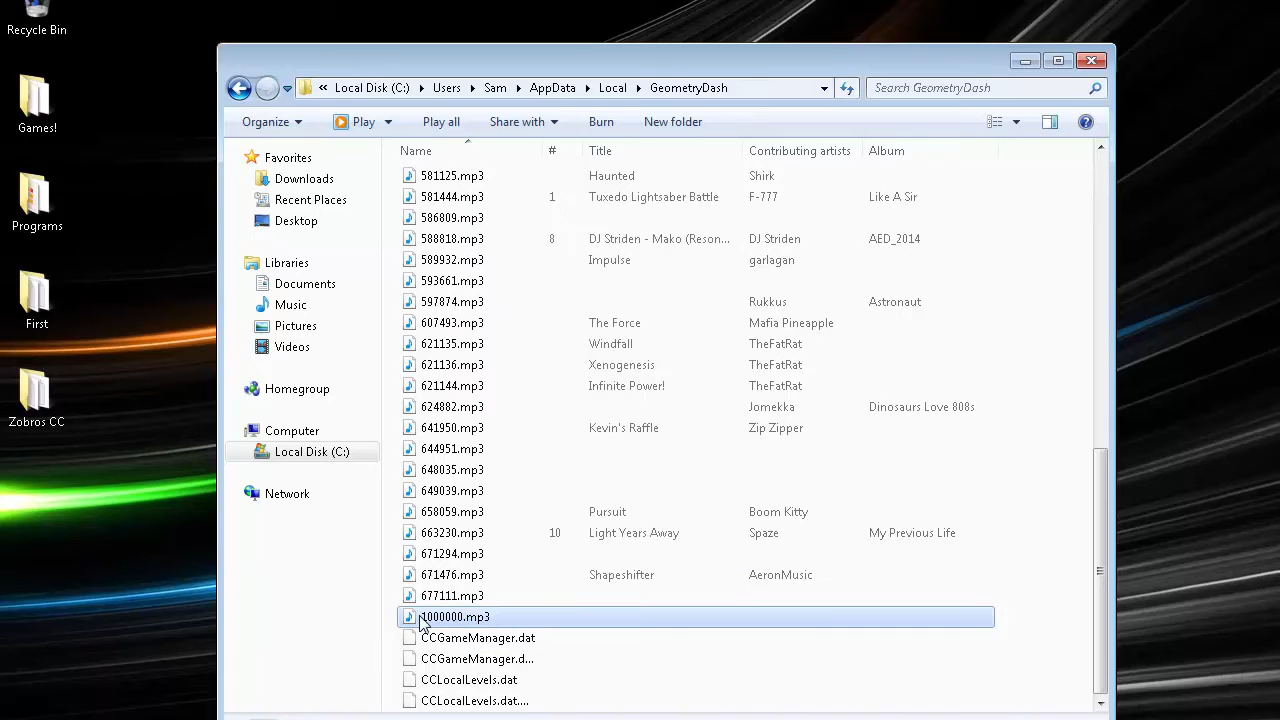 Recycle Bin
Games!
Programs
First
Zobros CC
« Local Disk (C:) Users Sam AppData Local GeometryDash
Search GeometryDash
Organize Play Play all Share with Burn New folder
Favorites
Downloads
Recent Places
Desktop
Libraries
Documents
Music
Pictures
Videos
Homegroup
Computer
Local Disk (C:)
Network
Name # Title Contributing artists Album
581125.mp3 Haunted Shirk
581444.mp3 1 Tuxedo Lightsaber Battle F-777 Like A Sir
586809.mp3
588818.mp3 8 DJ Striden - Mako (Reson... DJ Striden AED_2014
589932.mp3 Impulse garlagan
593661.mp3
597874.mp3 Rukkus Astronaut
607493.mp3 The Force Mafia Pineapple
621135.mp3 Windfall TheFatRat
621136.mp3 Xenogenesis TheFatRat
621144.mp3 Infinite Power! TheFatRat
624882.mp3 Jomekka Dinosaurs Love 808s
641950.mp3 Kevin's Raffle Zip Zipper
644951.mp3
648035.mp3
649039.mp3
658059.mp3 Pursuit Boom Kitty
663230.mp3 10 Light Years Away Spaze My Previous Life
671294.mp3
671476.mp3 Shapeshifter AeronMusic
677111.mp3
1000000.mp3
CCGameManager.dat
CCGameManager.d...
CCLocalLevels.dat
CCLocalLevels.dat....